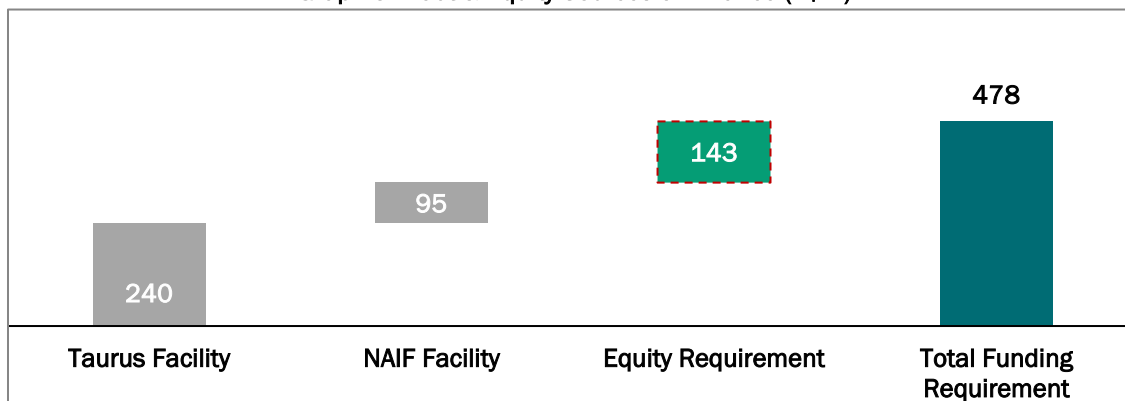 478
143
95
240
Taurus Facility
NAIF Facility
Equity Requirement
Total Funding
Requirement